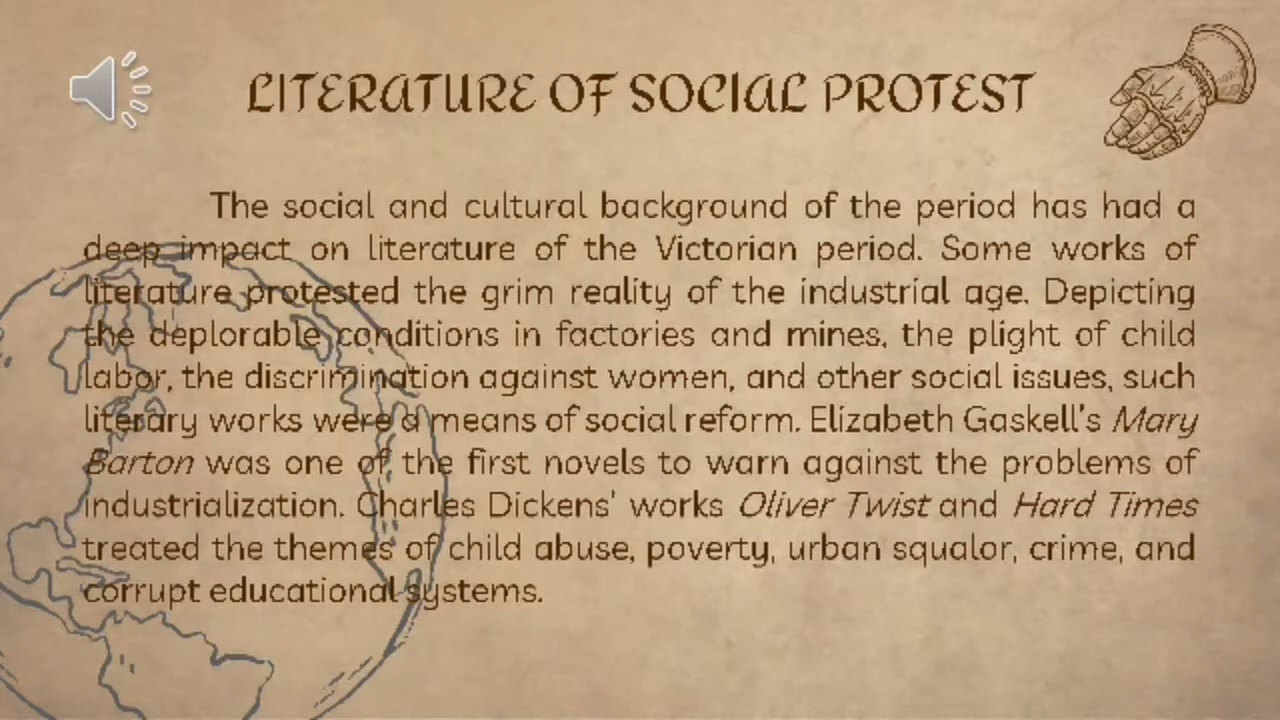 LITERATURE OF SOCIAL PROTEST
The social and cultural background of the period has had a
deep impact on literature of the Victorian period. Some works of
literature protested the grim reality of the industrial age. Depicting
the deplorable conditions in factories and mines, the plight of child
labor, the discrimination against women, and other social issues, such
literary works were a means of social reform. Elizabeth Gaskell's Mary
Barton was one of the first novels to warn against the problems of
industrialization. Charles Dickens' works Oliver Twist and Hard Times
treated the themes of child abuse, poverty, urban squalor, crime, and
corrupt educational systems.